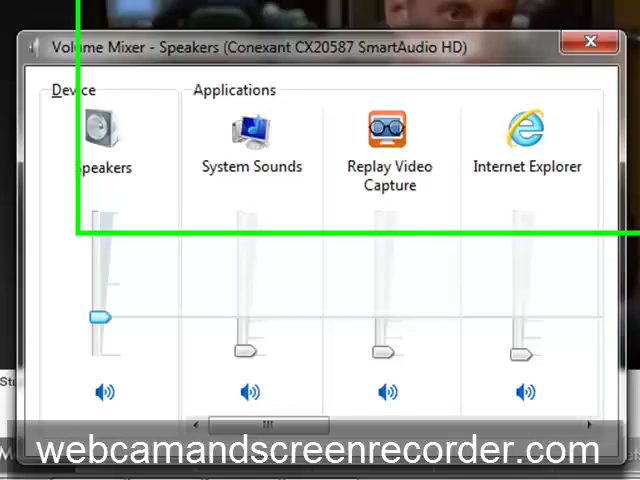 Volume Mixer - Speakers (Conexant CX20587 SmartAudio HD)
Device
Applications
Speakers
System Sounds
Replay Video
Capture
Internet Explorer
webcamandscreenrecorder.com